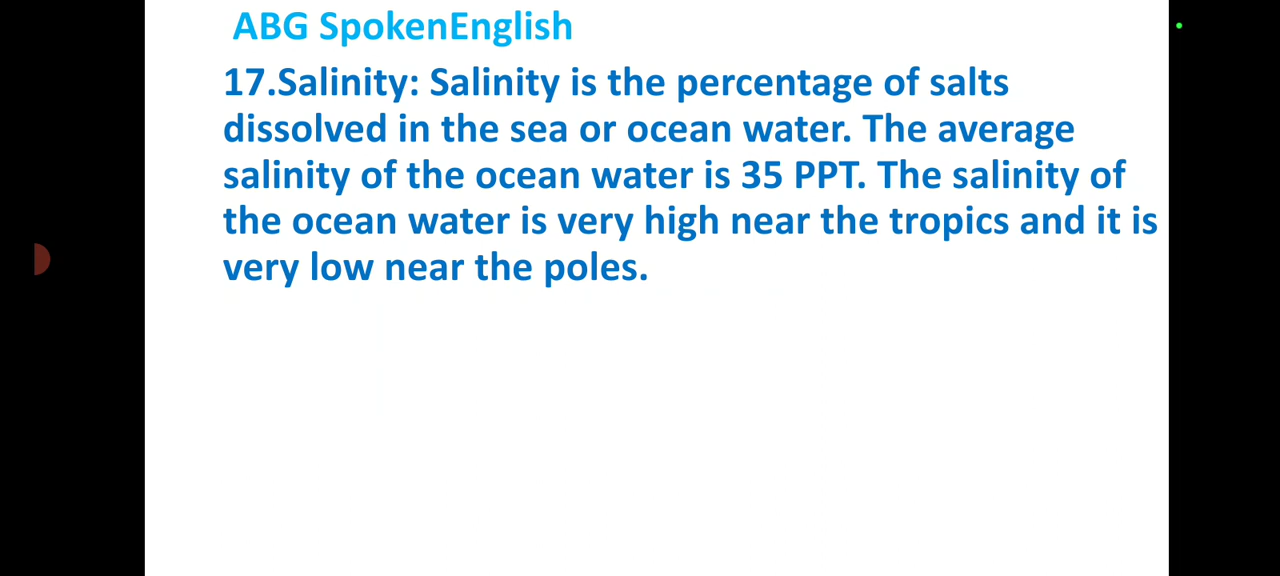 ABG SpokenEnglish
17.Salinity: Salinity is the percentage of salts
dissolved in the sea or ocean water. The average
salinity of the ocean water is 35 PPT. The salinity of
the ocean water is very high near the tropics and it is
very low near the poles.